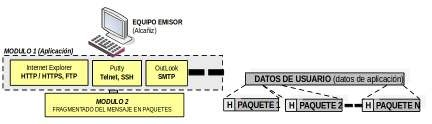 EQUIPO EMISOR
(Alcañiz)
MODULO 1 (Aplicación)
Internet Explorer
HTTP / HTTPS, FTP
Putty
Telnet, SSH
OutLook
SMTP
MODULO 2
FRAGMENTADO DEL MENSAJE EN PAQUETES
DATOS DE USUARIO (datos de aplicación)
H PAQUETE 1
H PAQUETE 2
H PAQUETE N